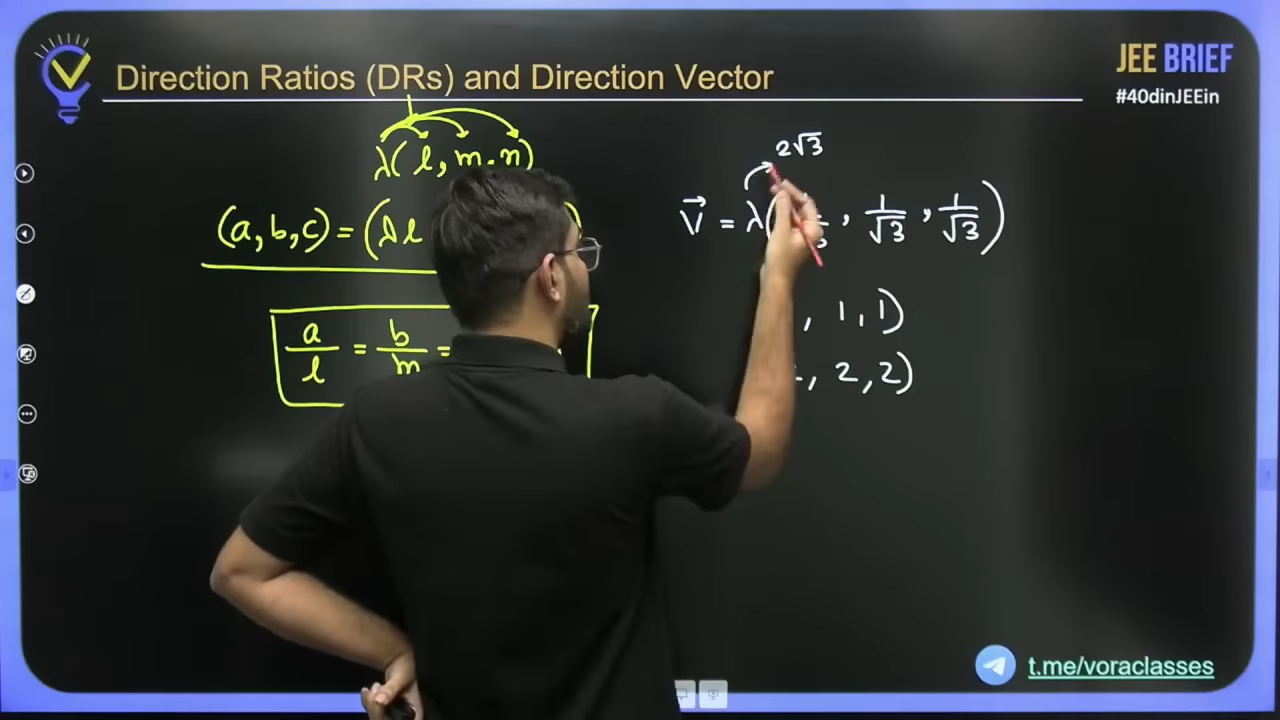 Direction Ratios (DRs) and Direction Vector
JEE BRIEF
#40dinJEEin
λ(l, m, n)
(a, b, c) = (λl
a/l = b/m =
2√3
V⃗ = λ( , 1/√3 , 1/√3 )
, 1, 1)
, 2, 2)
t.me/voraclasses